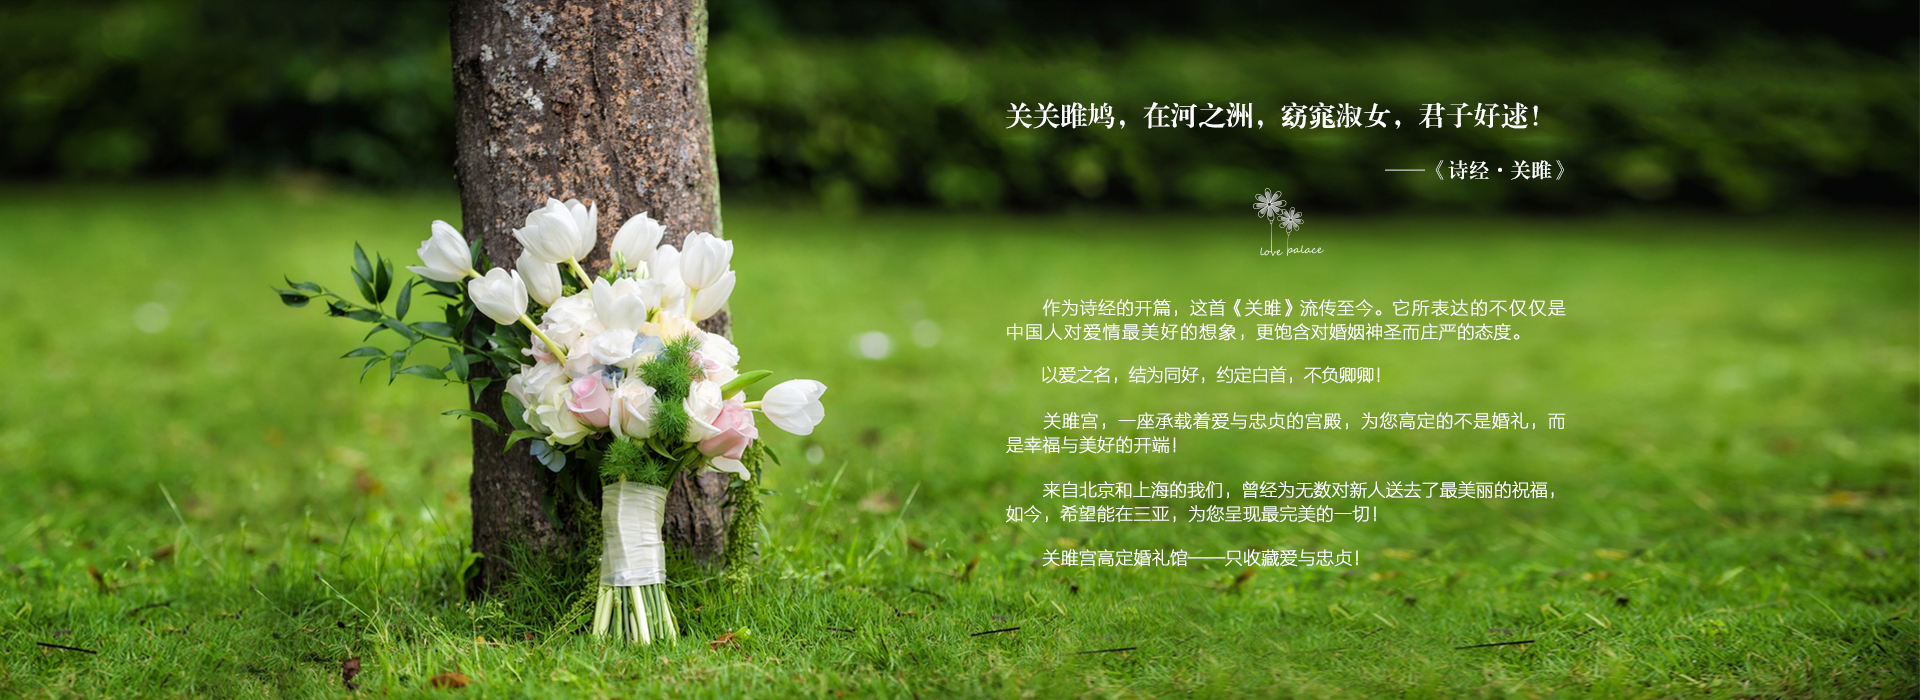 关关雎鸠，在河之洲，窈窕淑女，君子好逑！
——《诗经·关雎》
love palace
作为诗经的开篇，这首《关雎》流传至今。它所表达的不仅仅是
中国人对爱情最美好的想象，更饱含对婚姻神圣而庄严的态度。
以爱之名，结为同好，约定白首，不负卿卿！
关雎宫，一座承载着爱与忠贞的宫殿，为您高定的不是婚礼，而
是幸福与美好的开端！
来自北京和上海的我们，曾经为无数对新人送去了最美丽的祝福，
如今，希望能在三亚，为您呈现最完美的一切！
关雎宫高定婚礼馆——只收藏爱与忠贞！